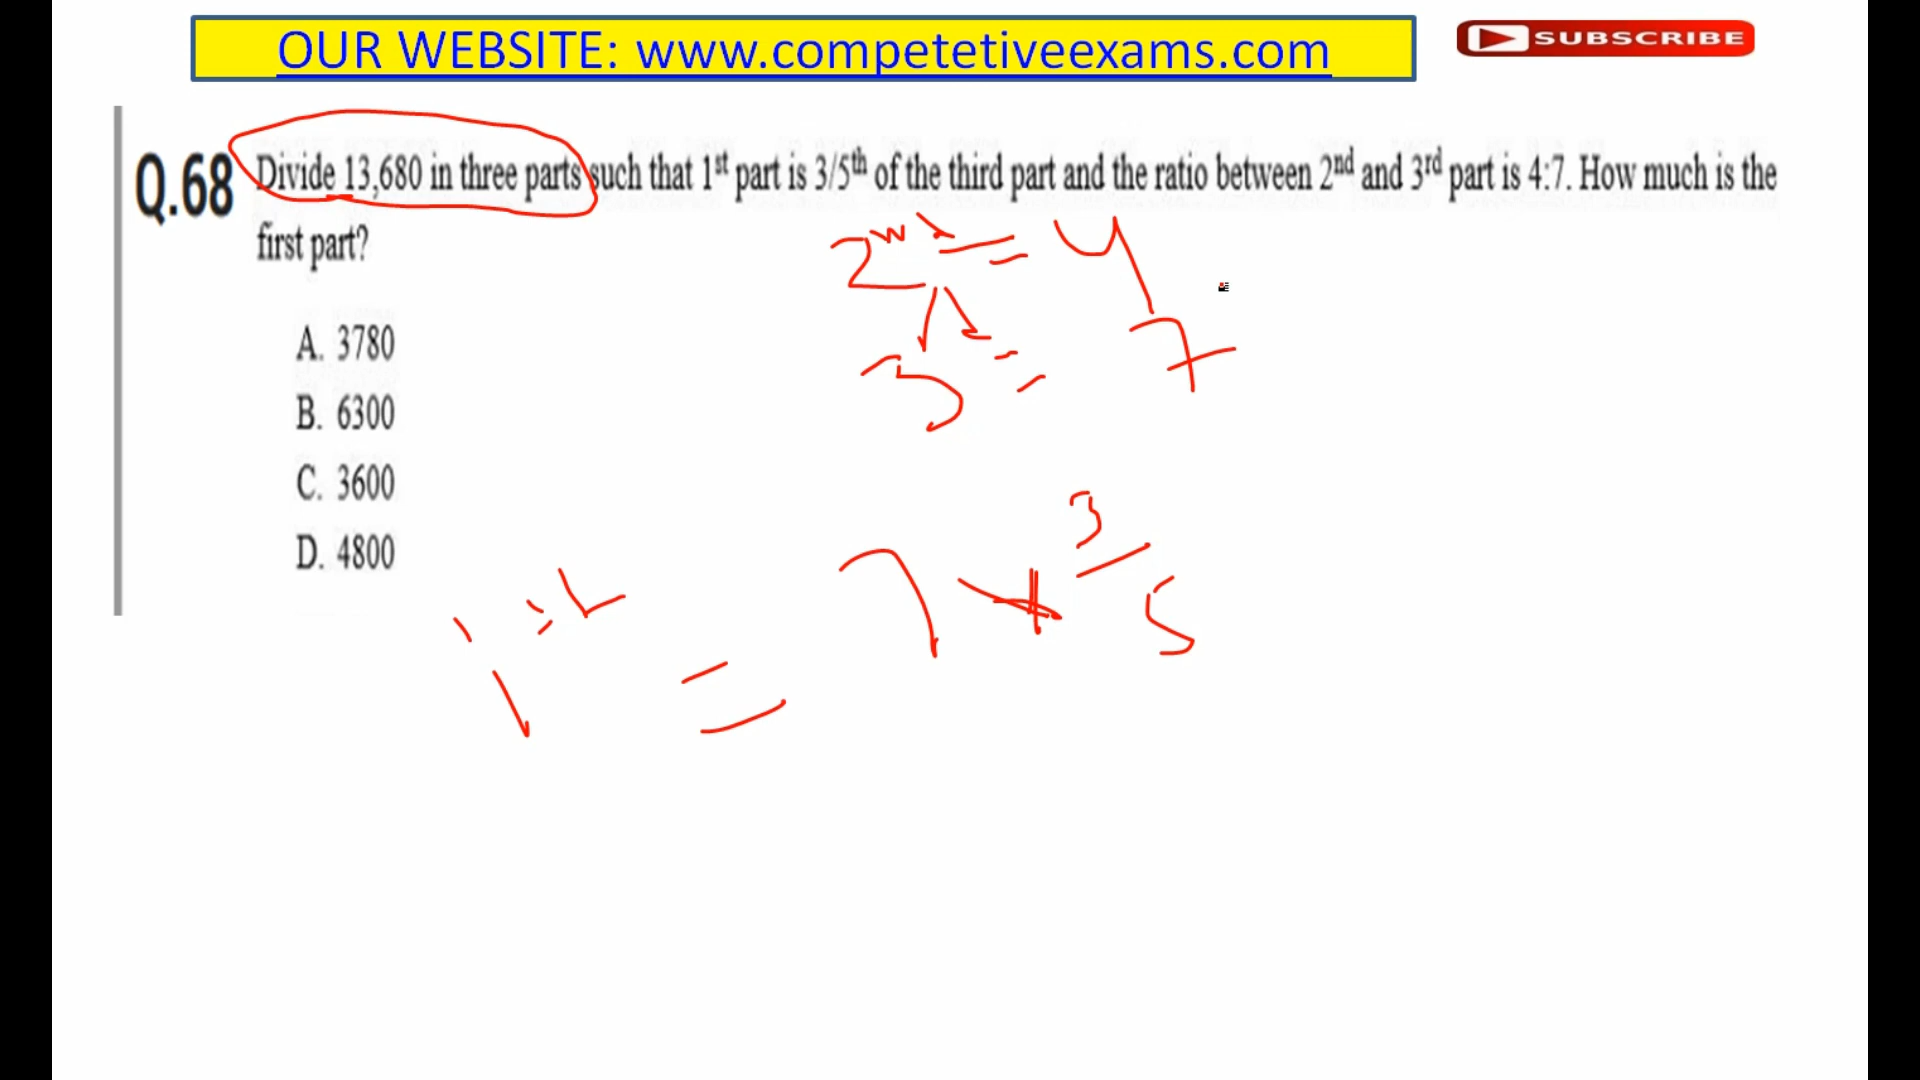 OUR WEBSITE: www.competetiveexams.com
SUBSCRIBE
Q.68 Divide 13,680 in three parts such that 1st part is 3/5th of the third part and the ratio between 2nd and 3rd part is 4:7. How much is the
first part?
A. 3780
B. 6300
C. 3600
D. 4800
2nd = 4
3 = 7
1 = 7 × 3/5